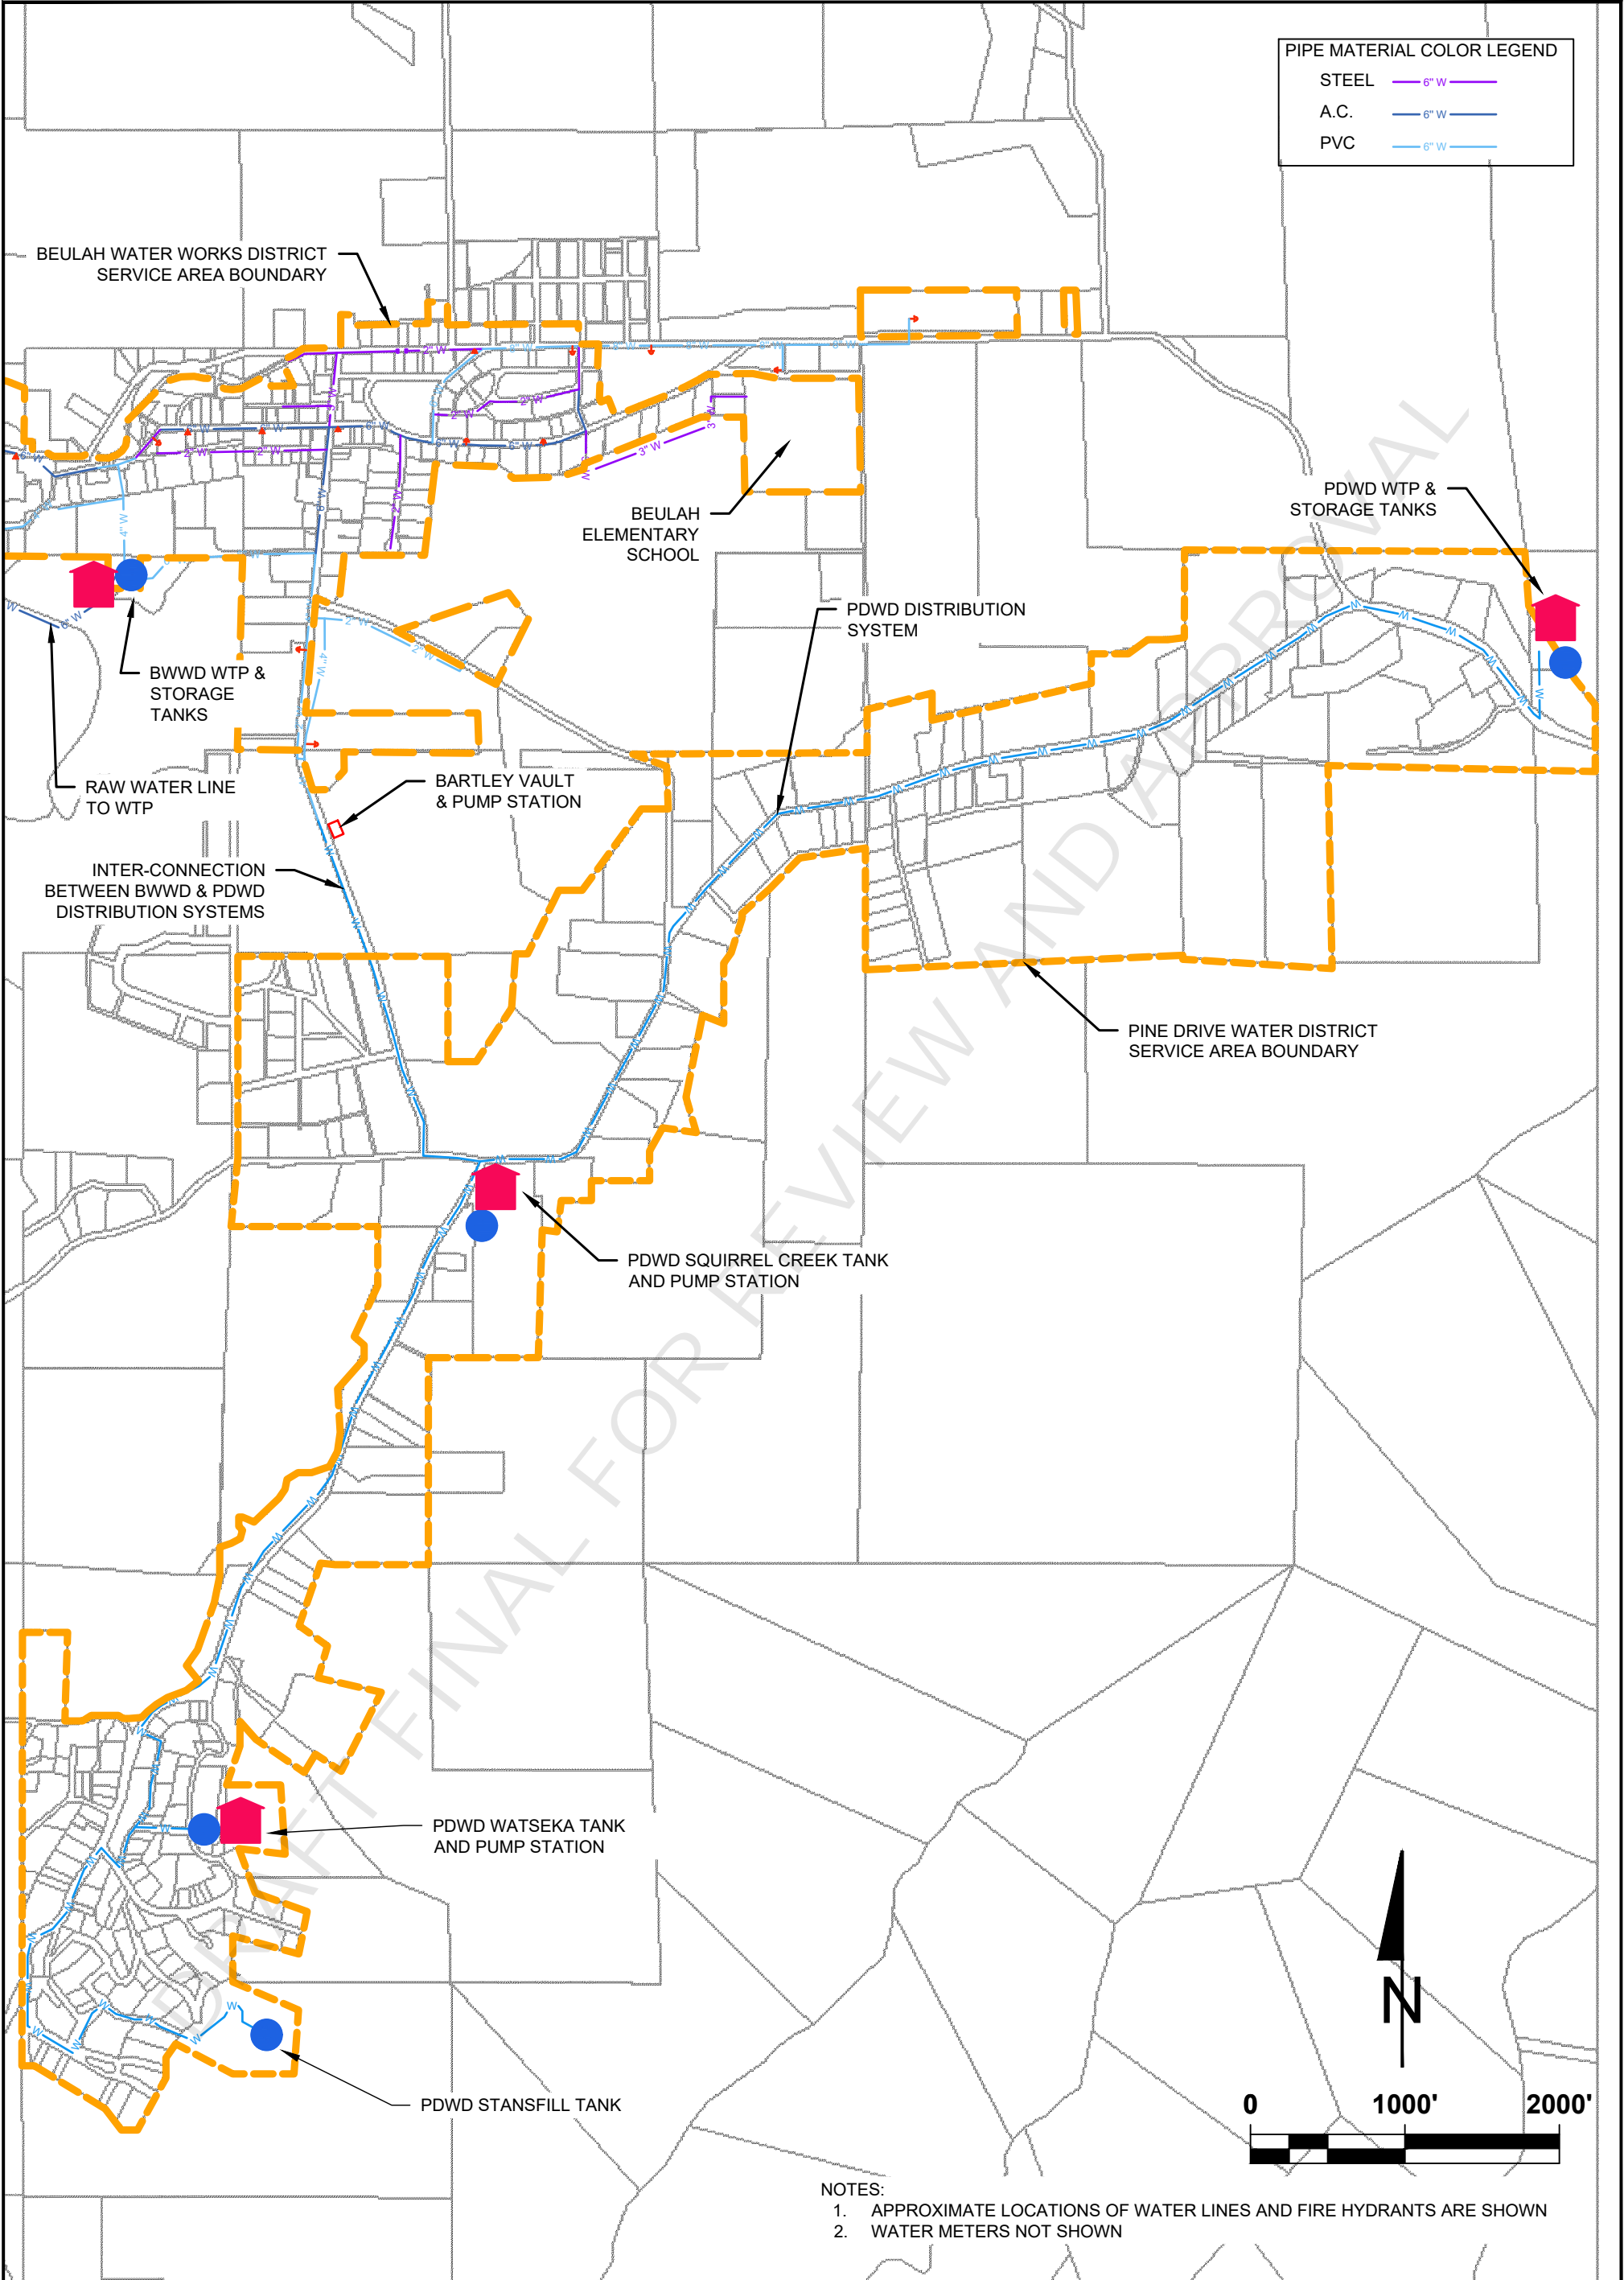 PIPE MATERIAL COLOR LEGEND
STEEL 6" W
A.C. 6" W
PVC 6" W
BEULAH WATER WORKS DISTRICT
SERVICE AREA BOUNDARY
BEULAH
ELEMENTARY
SCHOOL
PDWD WTP &
STORAGE TANKS
PDWD DISTRIBUTION
SYSTEM
BWWD WTP &
STORAGE
TANKS
RAW WATER LINE
TO WTP
BARTLEY VAULT
& PUMP STATION
INTER-CONNECTION
BETWEEN BWWD & PDWD
DISTRIBUTION SYSTEMS
PINE DRIVE WATER DISTRICT
SERVICE AREA BOUNDARY
PDWD SQUIRREL CREEK TANK
AND PUMP STATION
DRAFT FINAL FOR REVIEW AND APPROVAL
PDWD WATSEKA TANK
AND PUMP STATION
PDWD STANSFILL TANK
N
0 1000' 2000'
NOTES:
1. APPROXIMATE LOCATIONS OF WATER LINES AND FIRE HYDRANTS ARE SHOWN
2. WATER METERS NOT SHOWN